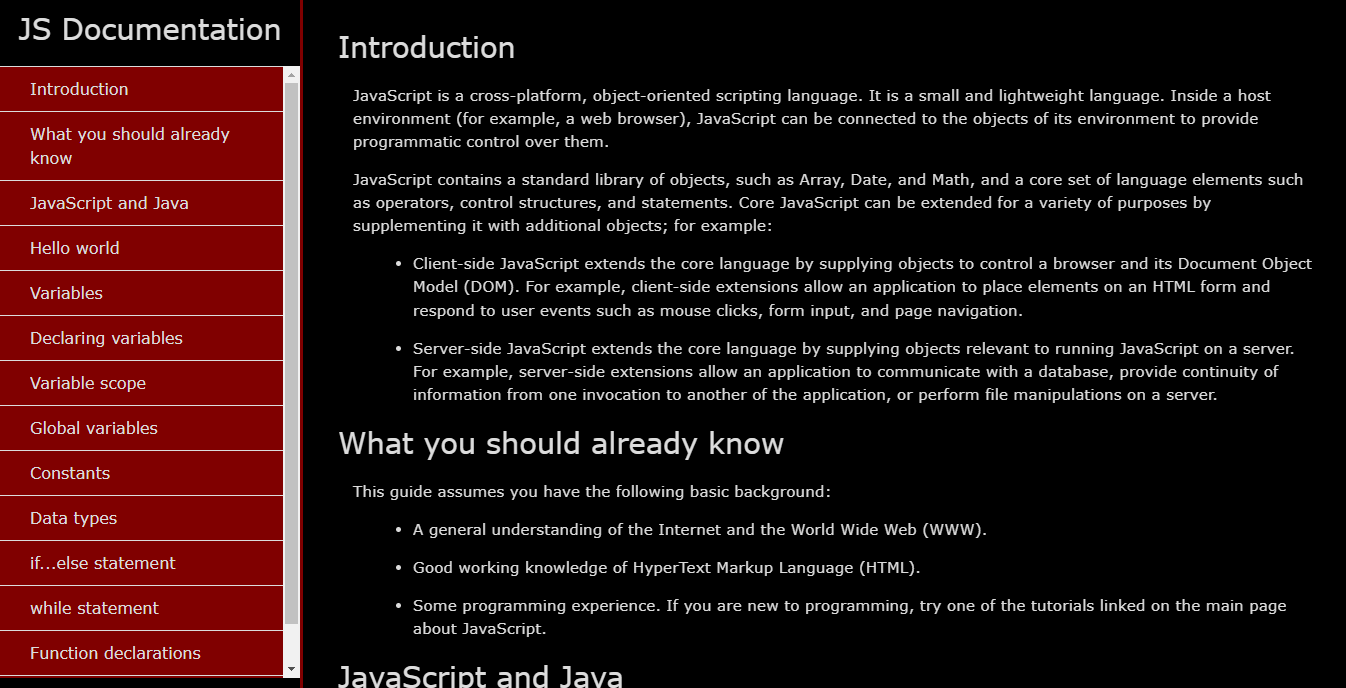 JS Documentation
Introduction
What you should already
know
JavaScript and Java
Hello world
Variables
Declaring variables
Variable scope
Global variables
Constants
Data types
if...else statement
while statement
Function declarations
Introduction
JavaScript is a cross-platform, object-oriented scripting language. It is a small and lightweight language. Inside a host
environment (for example, a web browser), JavaScript can be connected to the objects of its environment to provide
programmatic control over them.
JavaScript contains a standard library of objects, such as Array, Date, and Math, and a core set of language elements such
as operators, control structures, and statements. Core JavaScript can be extended for a variety of purposes by
supplementing it with additional objects; for example:
• Client-side JavaScript extends the core language by supplying objects to control a browser and its Document Object
Model (DOM). For example, client-side extensions allow an application to place elements on an HTML form and
respond to user events such as mouse clicks, form input, and page navigation.
• Server-side JavaScript extends the core language by supplying objects relevant to running JavaScript on a server.
For example, server-side extensions allow an application to communicate with a database, provide continuity of
information from one invocation to another of the application, or perform file manipulations on a server.
What you should already know
This guide assumes you have the following basic background:
• A general understanding of the Internet and the World Wide Web (WWW).
• Good working knowledge of HyperText Markup Language (HTML).
• Some programming experience. If you are new to programming, try one of the tutorials linked on the main page
about JavaScript.
JavaScript and Java